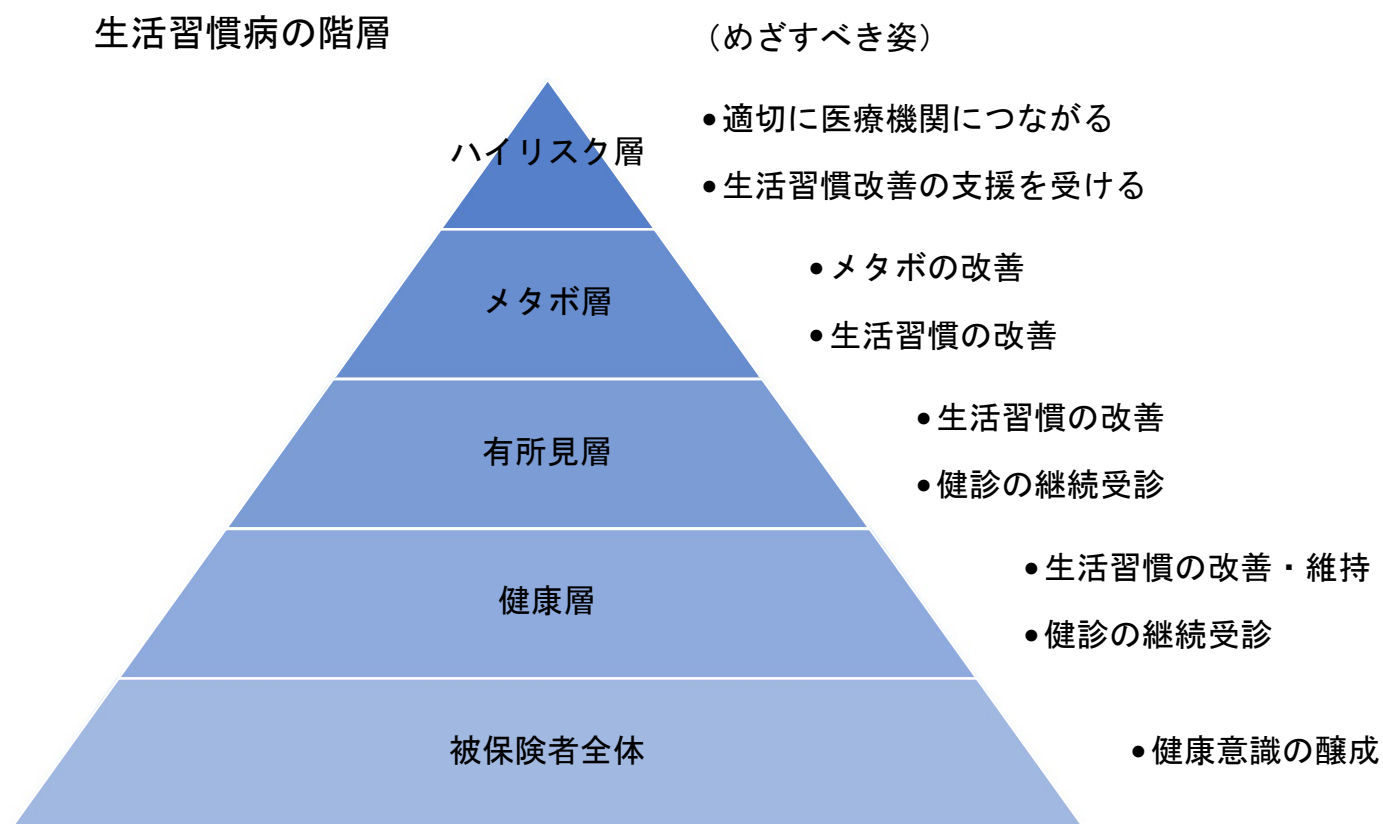 生活習慣病の階層
（めざすべき姿）
ハイリスク層
•適切に医療機関につながる
•生活習慣改善の支援を受ける
メタボ層
•メタボの改善
•生活習慣の改善
有所見層
•生活習慣の改善
•健診の継続受診
健康層
•生活習慣の改善・維持
•健診の継続受診
被保険者全体
•健康意識の醸成